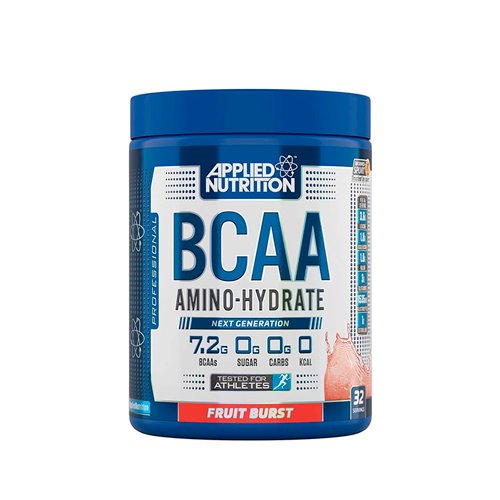 APPLIED
NUTRITION
BCAA
AMINO-HYDRATE
NEXT GENERATION
7.2G 0G 0G 0
BCAAs SUGAR CARBS KCAL
TESTED FOR
ATHLETES
FRUIT BURST
PROFESSIONAL
32
SERVINGS